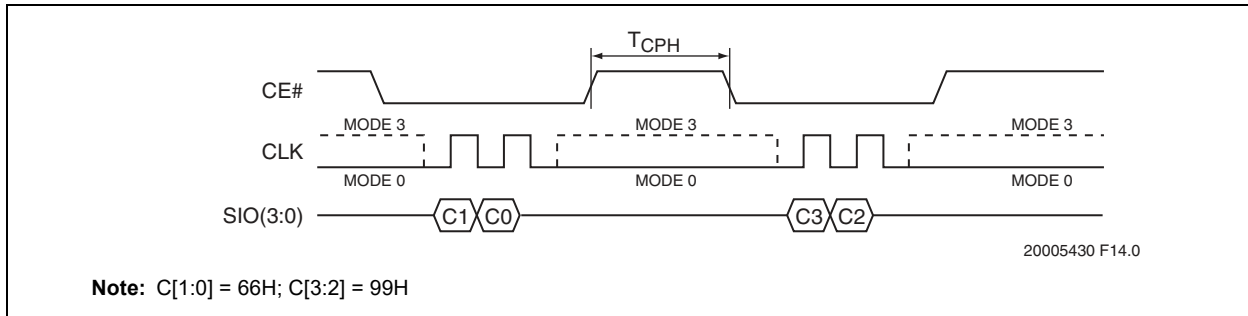 T_CPH
CE#
MODE 3 MODE 3 MODE 3
CLK
MODE 0 MODE 0 MODE 0
SIO(3:0) C1 C0 C3 C2
20005430 F14.0
Note: C[1:0] = 66H; C[3:2] = 99H